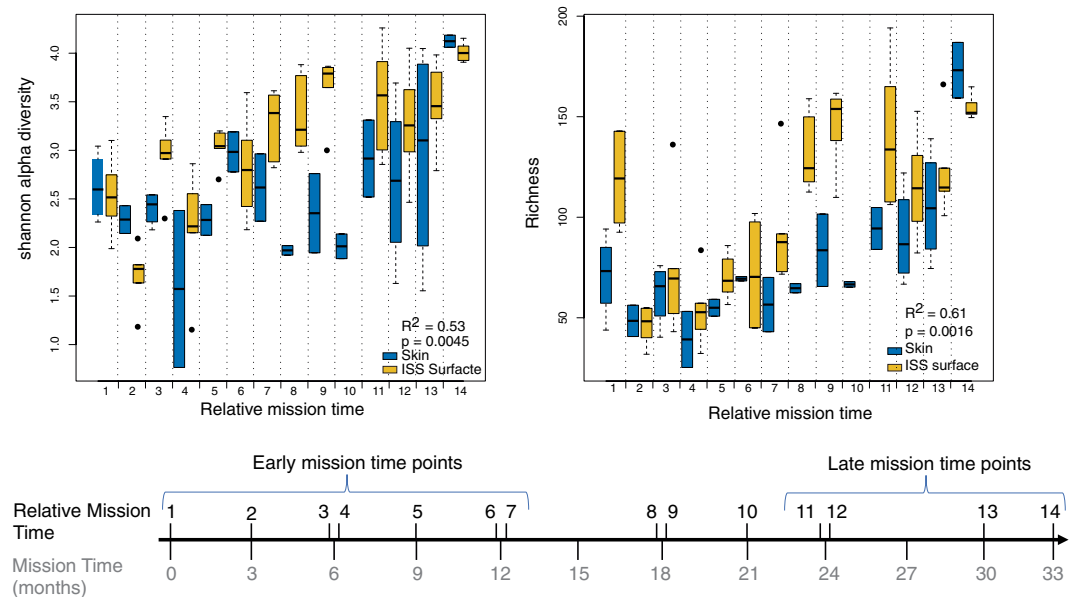 shannon alpha diversity
4.0
3.5
3.0
2.5
2.0
1.5
1.0
R2 = 0.53
p = 0.0045
Skin
ISS Surfacte
1 2 3 4 5 6 7 8 9 10 11 12 13 14
Relative mission time
Richness
200
150
100
50
R2 = 0.61
p = 0.0016
Skin
ISS surface
1 2 3 4 5 6 7 8 9 10 11 12 13 14
Relative mission time
Early mission time points
Late mission time points
Relative Mission
Time
1 2 3 4 5 6 7 8 9 10 11 12 13 14
Mission Time
(months)
0 3 6 9 12 15 18 21 24 27 30 33